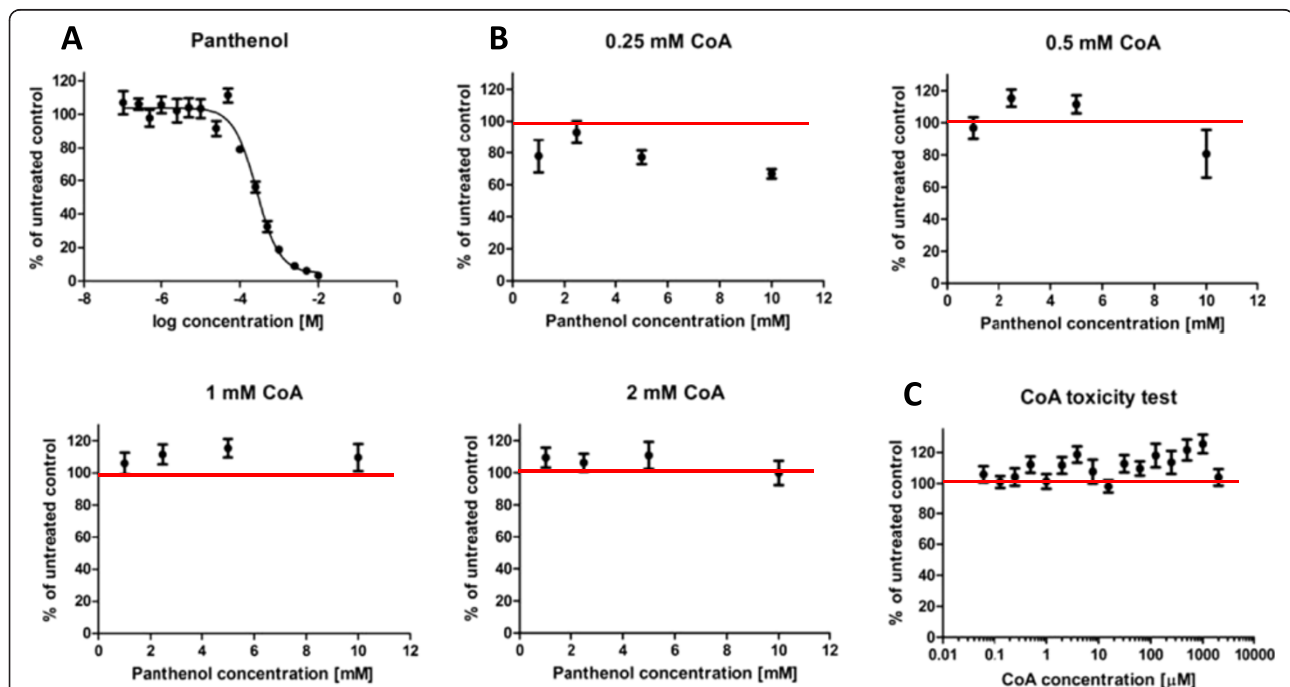 A
Panthenol
% of untreated control
120
100
80
60
40
20
0
-8 -6 -4 -2 0
log concentration [M]
B
0.25 mM CoA
% of untreated control
120
100
80
60
40
20
0
0 2 4 6 8 10 12
Panthenol concentration [mM]
0.5 mM CoA
% of untreated control
120
100
80
60
40
20
0
0 2 4 6 8 10 12
Panthenol concentration [mM]
1 mM CoA
% of untreated control
120
100
80
60
40
20
0
0 2 4 6 8 10 12
Panthenol concentration [mM]
2 mM CoA
% of untreated control
120
100
80
60
40
20
0
0 2 4 6 8 10 12
Panthenol concentration [mM]
C
CoA toxicity test
% of untreated control
120
100
80
60
40
20
0
0.01 0.1 1 10 100 1000 10000
CoA concentration [µM]